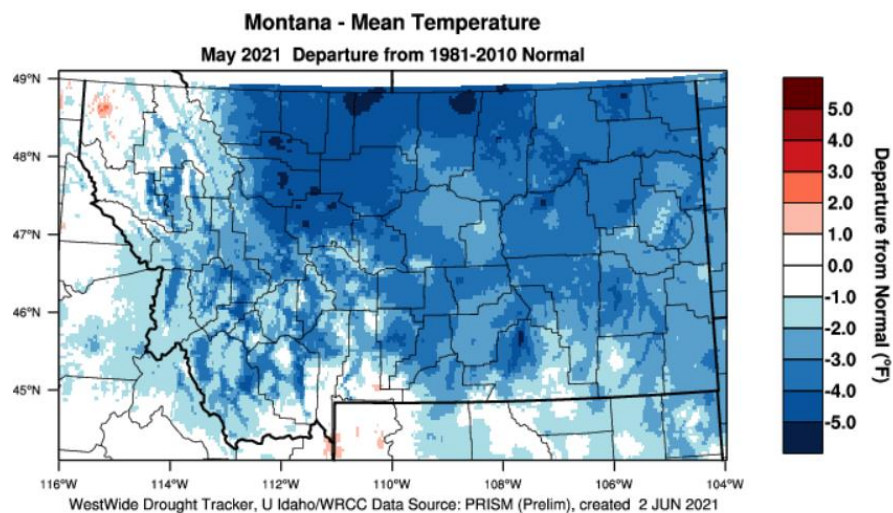 Montana - Mean Temperature
May 2021 Departure from 1981-2010 Normal
49°N
48°N
47°N
46°N
45°N
116°W 114°W 112°W 110°W 108°W 106°W 104°W
5.0
4.0
3.0
2.0
1.0
0.0
-1.0
-2.0
-3.0
-4.0
-5.0
Departure from Normal (°F)
WestWide Drought Tracker, U Idaho/WRCC Data Source: PRISM (Prelim), created 2 JUN 2021